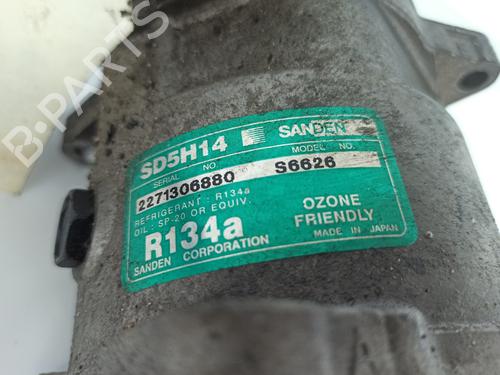 SD5H14 SANDEN
SERIAL NO. MODEL NO.
2271306880 S6626
REFRIGERANT : R134a
OIL : SP-20 OR EQUIV.
R134a
OZONE
FRIENDLY
SANDEN CORPORATION
MADE IN JAPAN
B-PARTS